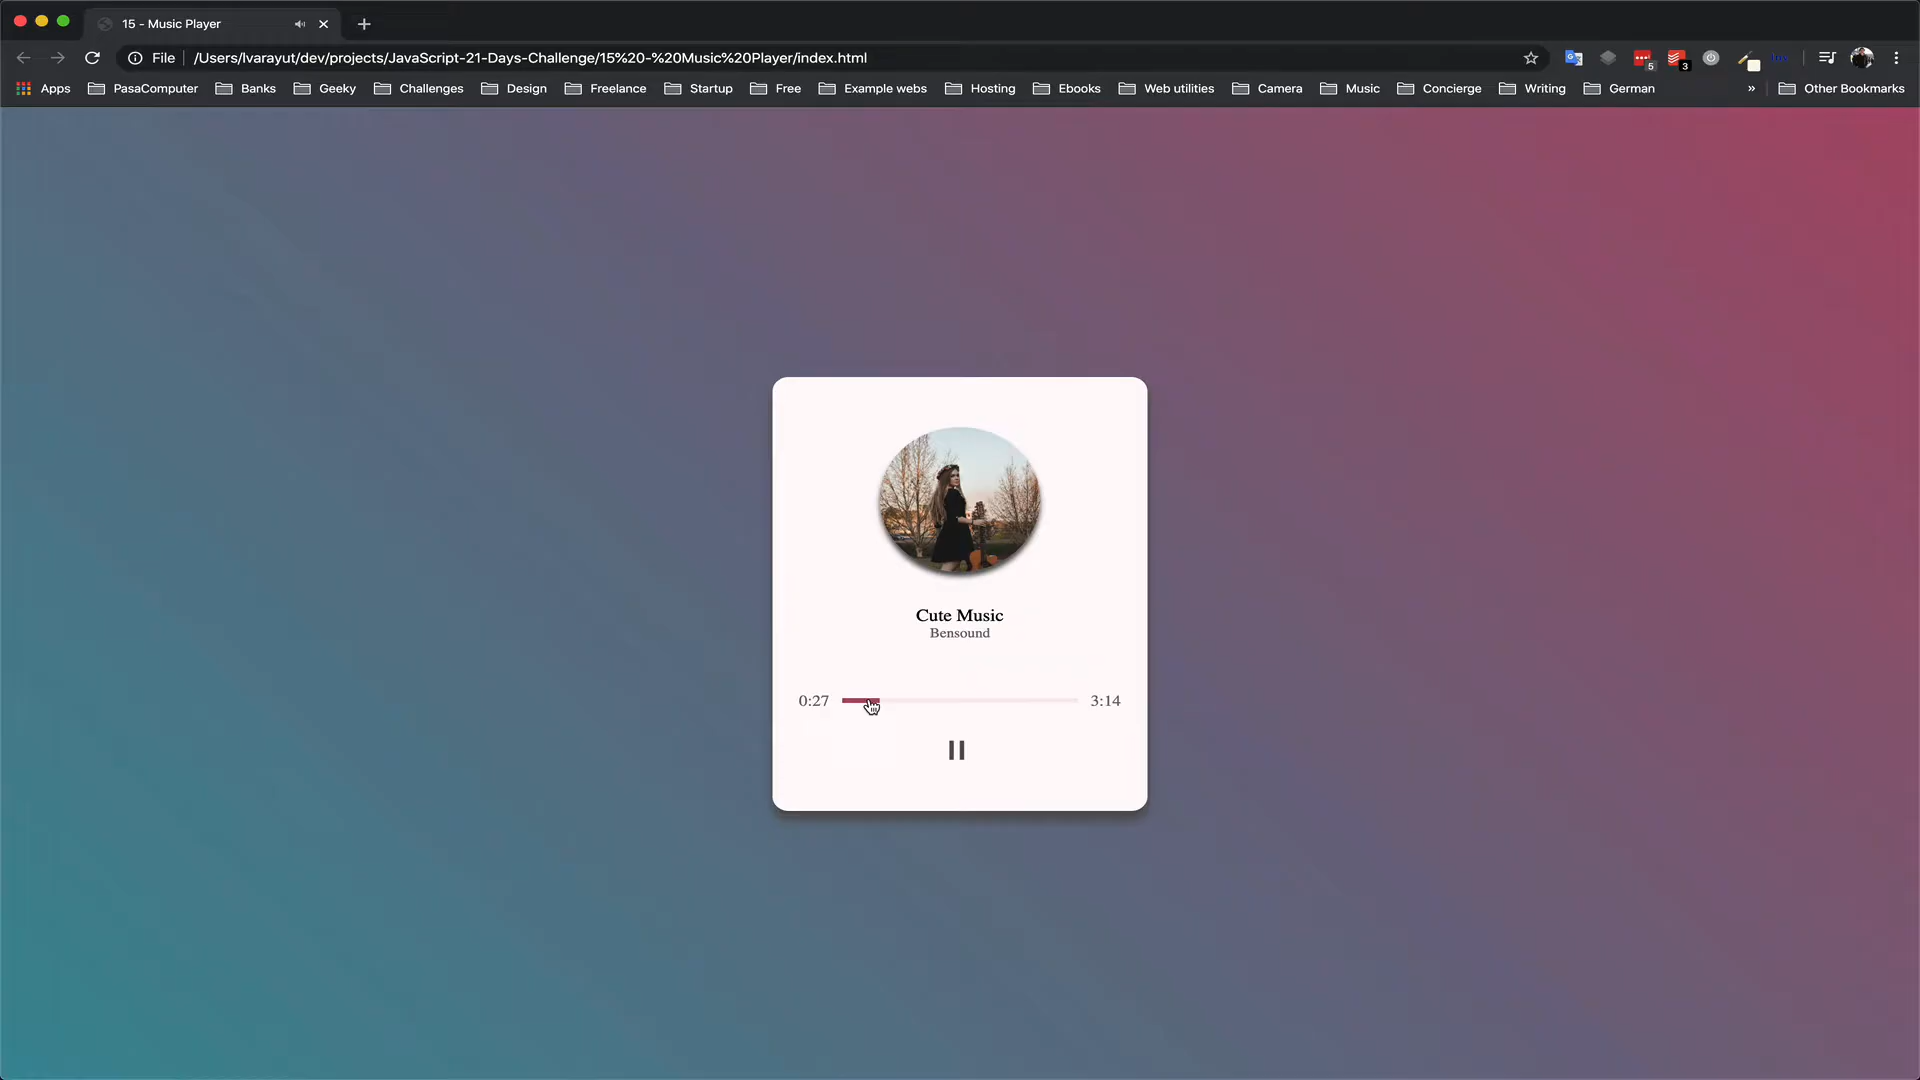 15 - Music Player
File /Users/lvarayut/dev/projects/JavaScript-21-Days-Challenge/15%20-%20Music%20Player/index.html
5 3
Apps PasaComputer Banks Geeky Challenges Design Freelance Startup Free Example webs Hosting Ebooks Web utilities Camera Music Concierge Writing German » Other Bookmarks
Cute Music
Bensound
0:27 3:14